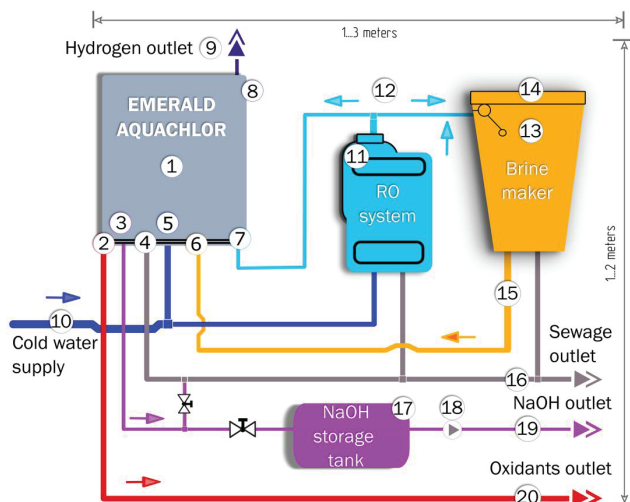 1...3 meters
Hydrogen outlet 9
8
12
14
EMERALD
AQUACHLOR
1
11
13
RO
system
Brine
maker
3
5
2
4
6
7
1...2 meters
10
15
Cold water
supply
Sewage
outlet
16
NaOH outlet
17
18
NaOH
storage
tank
19
Oxidants outlet
20